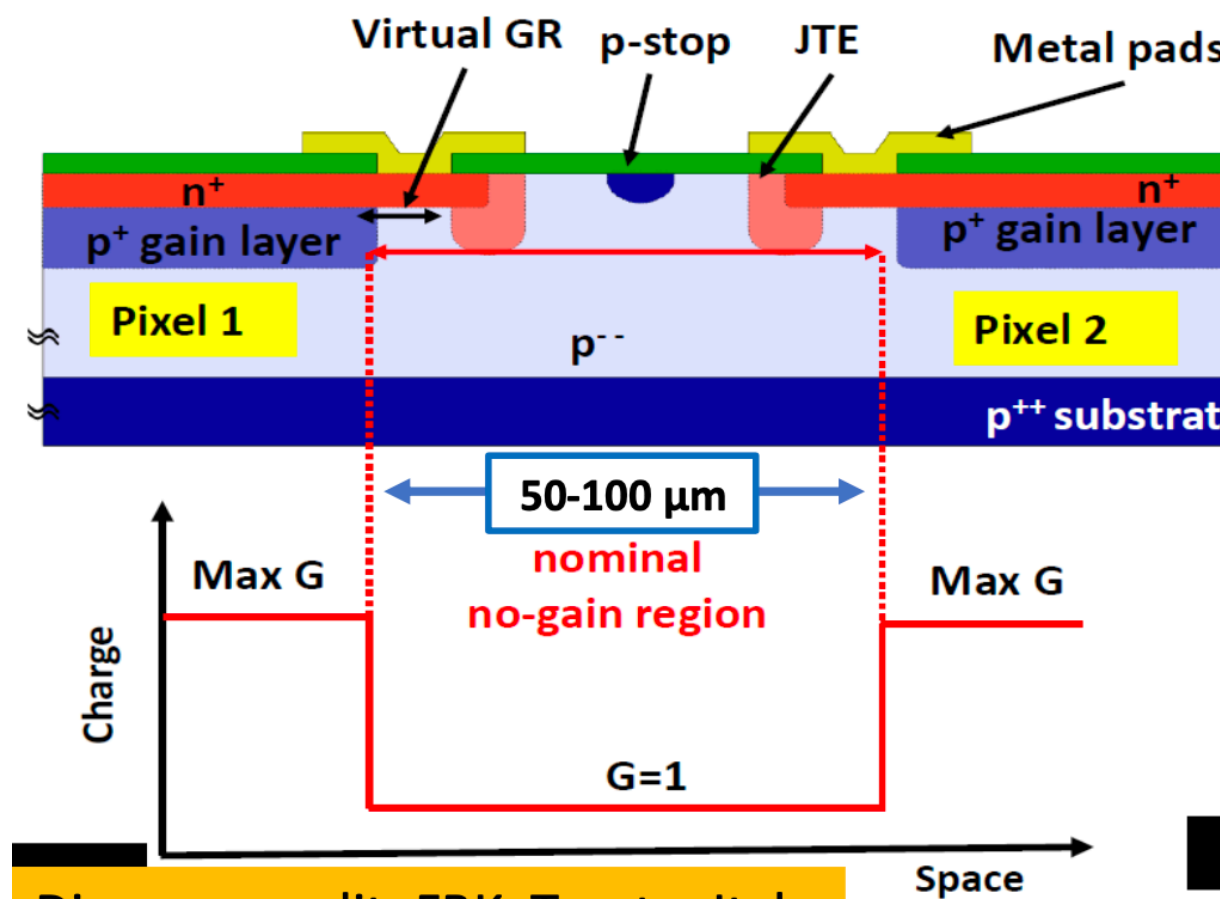 Virtual GR
p-stop
JTE
Metal pads
n+
n+
p+ gain layer
p+ gain layer
Pixel 1
Pixel 2
p--
p++ substrat
50-100 µm
nominal
no-gain region
Max G
Max G
Charge
G=1
Space